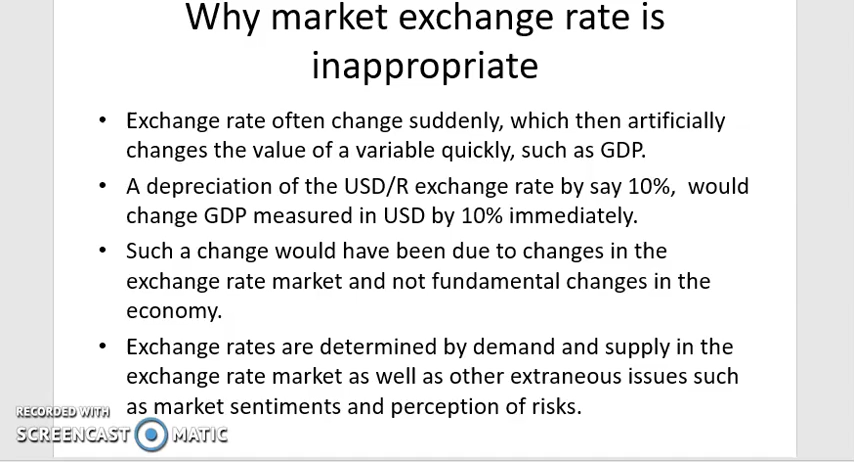 Why market exchange rate is
inappropriate
• Exchange rate often change suddenly, which then artificially
changes the value of a variable quickly, such as GDP.
• A depreciation of the USD/R exchange rate by say 10%,  would
change GDP measured in USD by 10% immediately.
• Such a change would have been due to changes in the
exchange rate market and not fundamental changes in the
economy.
• Exchange rates are determined by demand and supply in the
exchange rate market as well as other extraneous issues such
as market sentiments and perception of risks.
RECORDED WITH
SCREENCAST MATIC